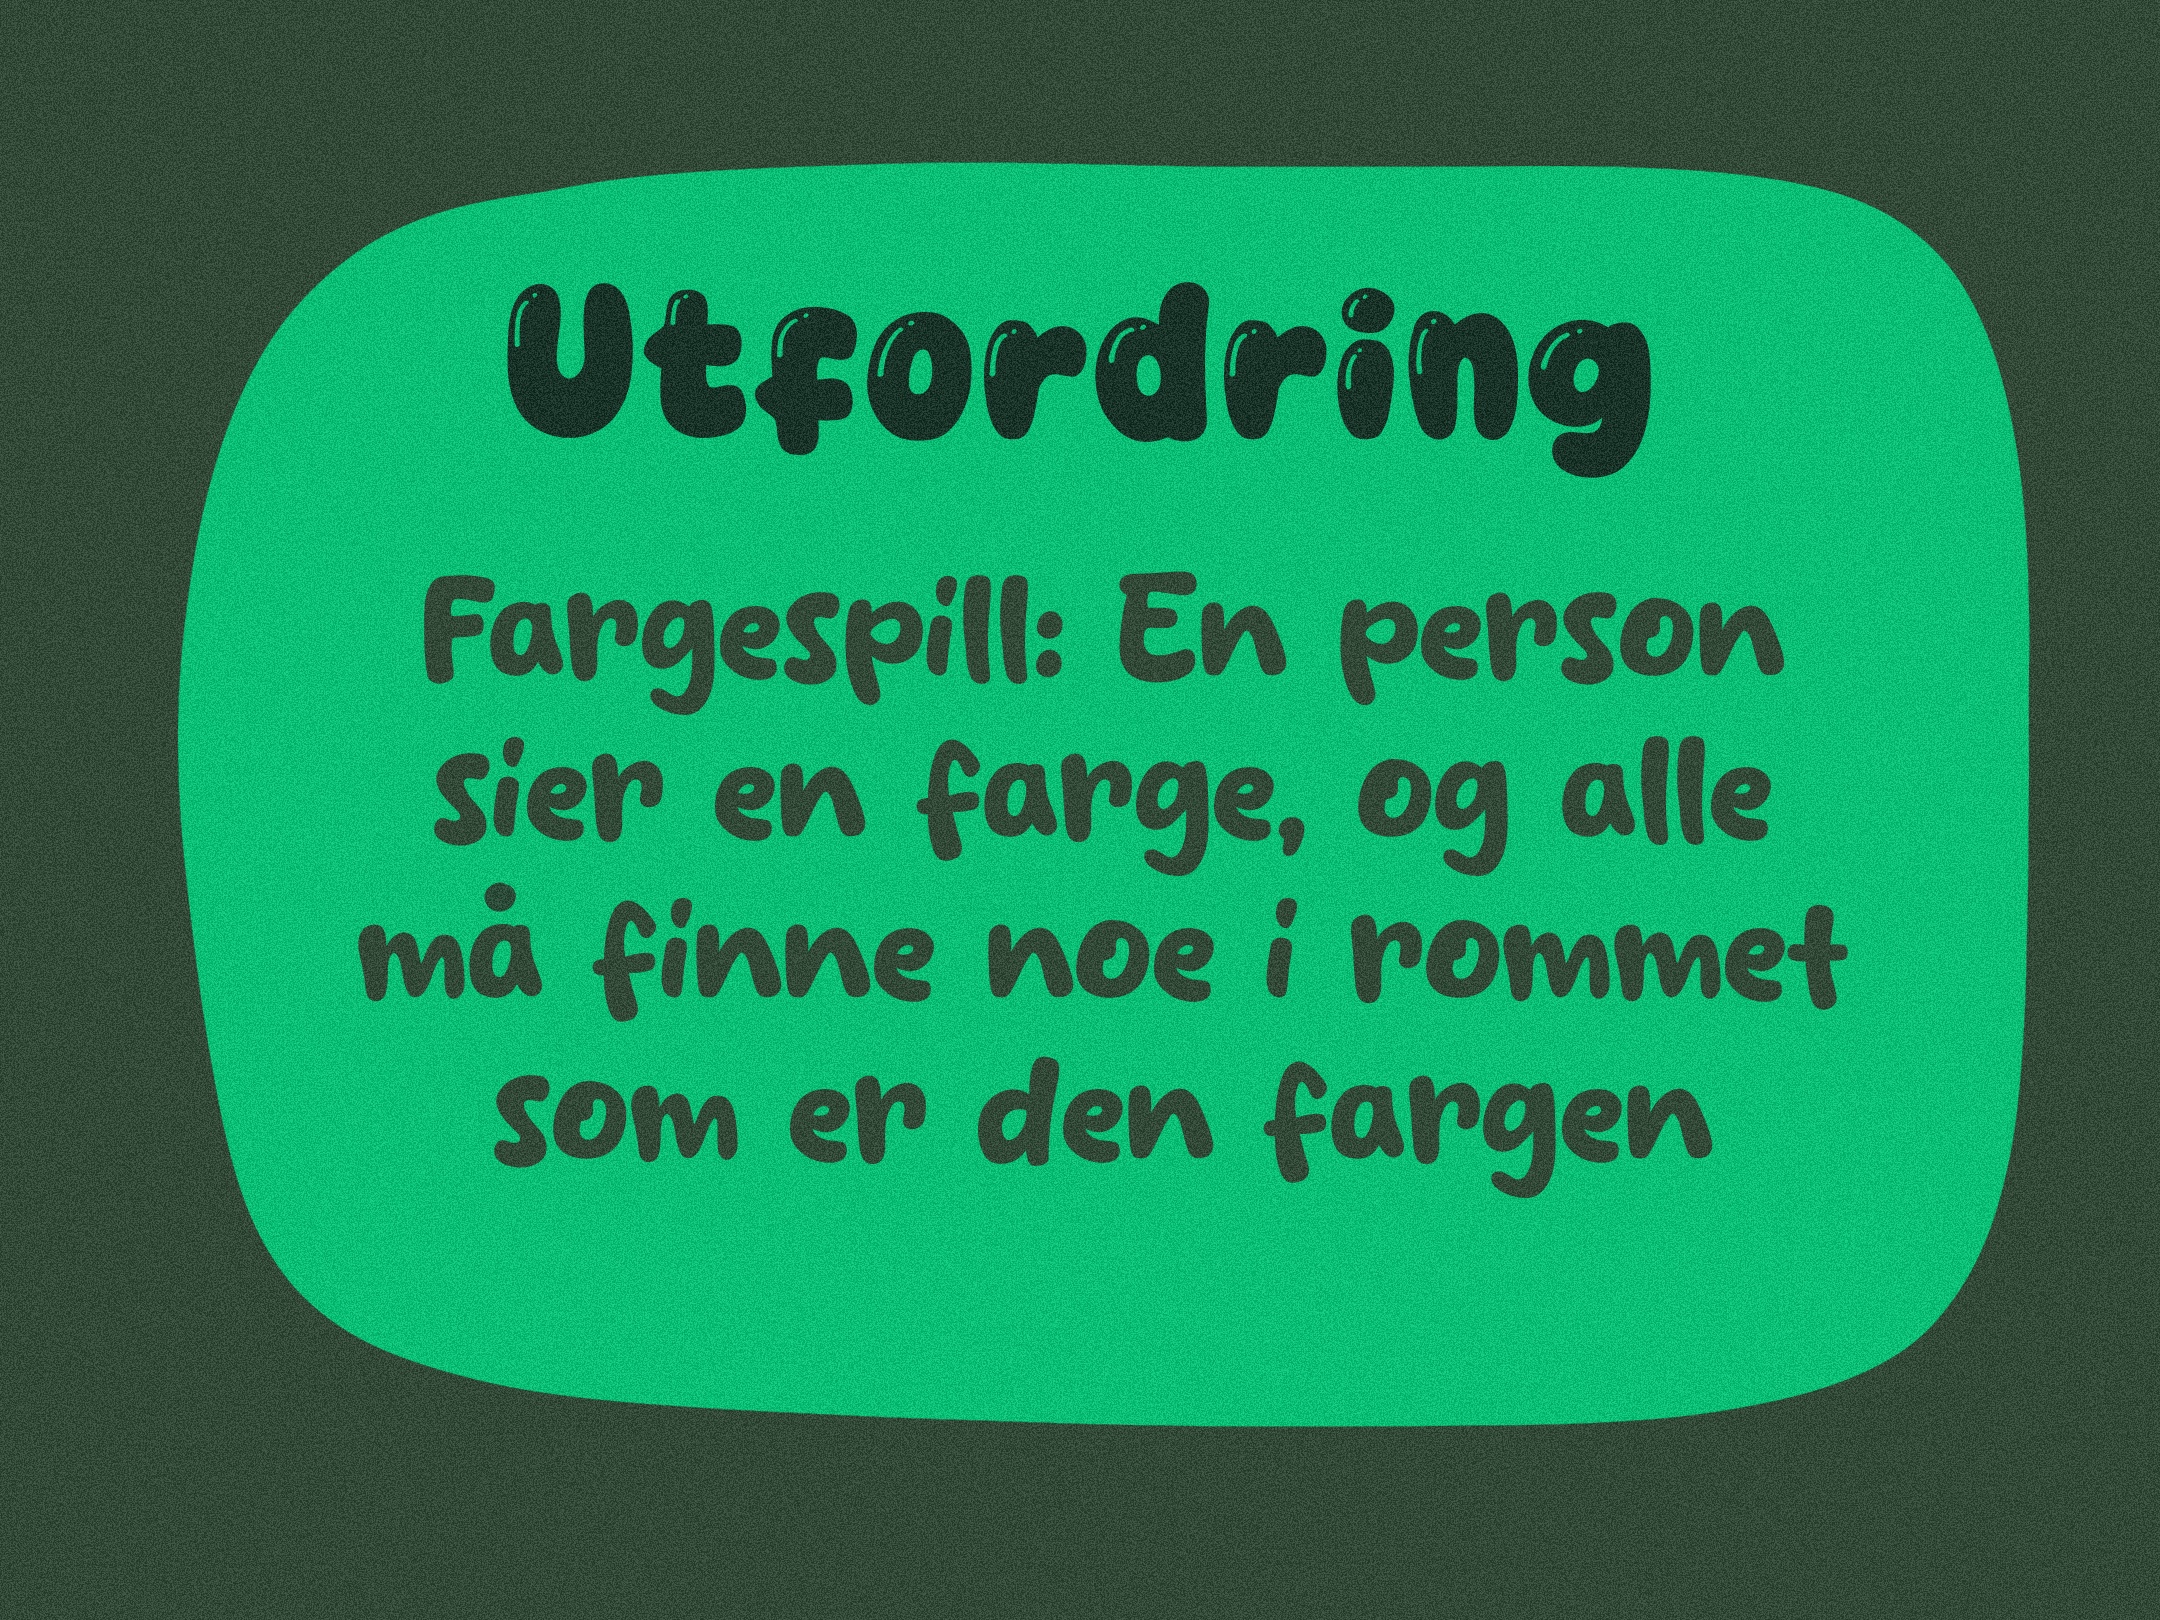 Utfordring
Fargespill: En person
sier en farge, og alle
må finne noe i rommet
som er den fargen